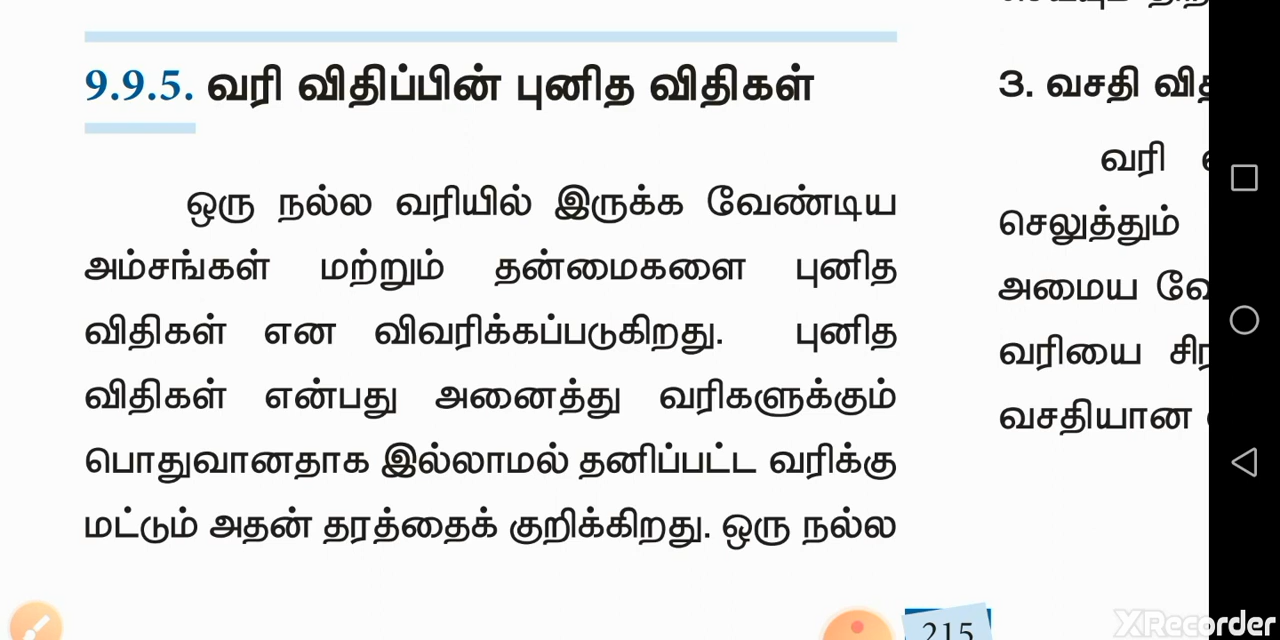 9.9.5. வரி விதிப்பின் புனித விதிகள்
ஒரு நல்ல வரியில் இருக்க வேண்டிய
அம்சங்கள் மற்றும் தன்மைகளை புனித
விதிகள் என விவரிக்கப்படுகிறது. புனித
விதிகள் என்பது அனைத்து வரிகளுக்கும்
பொதுவானதாக இல்லாமல் தனிப்பட்ட வரிக்கு
மட்டும் அதன் தரத்தைக் குறிக்கிறது. ஒரு நல்ல
3. வசதி
வரி
செலுத்தும்
அமைய
வரியை
வசதியான
215
XRecorder